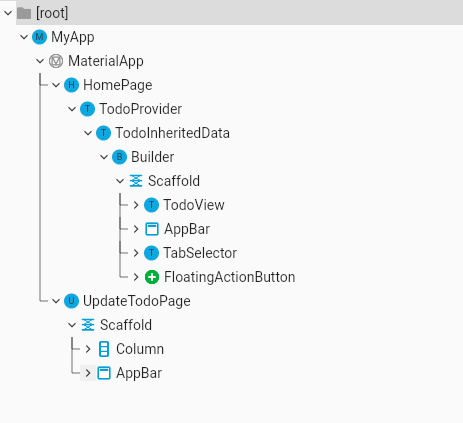 [root]
M MyApp
MaterialApp
H HomePage
T TodoProvider
T TodoInheritedData
B Builder
Scaffold
T TodoView
AppBar
T TabSelector
FloatingActionButton
U UpdateTodoPage
Scaffold
Column
AppBar